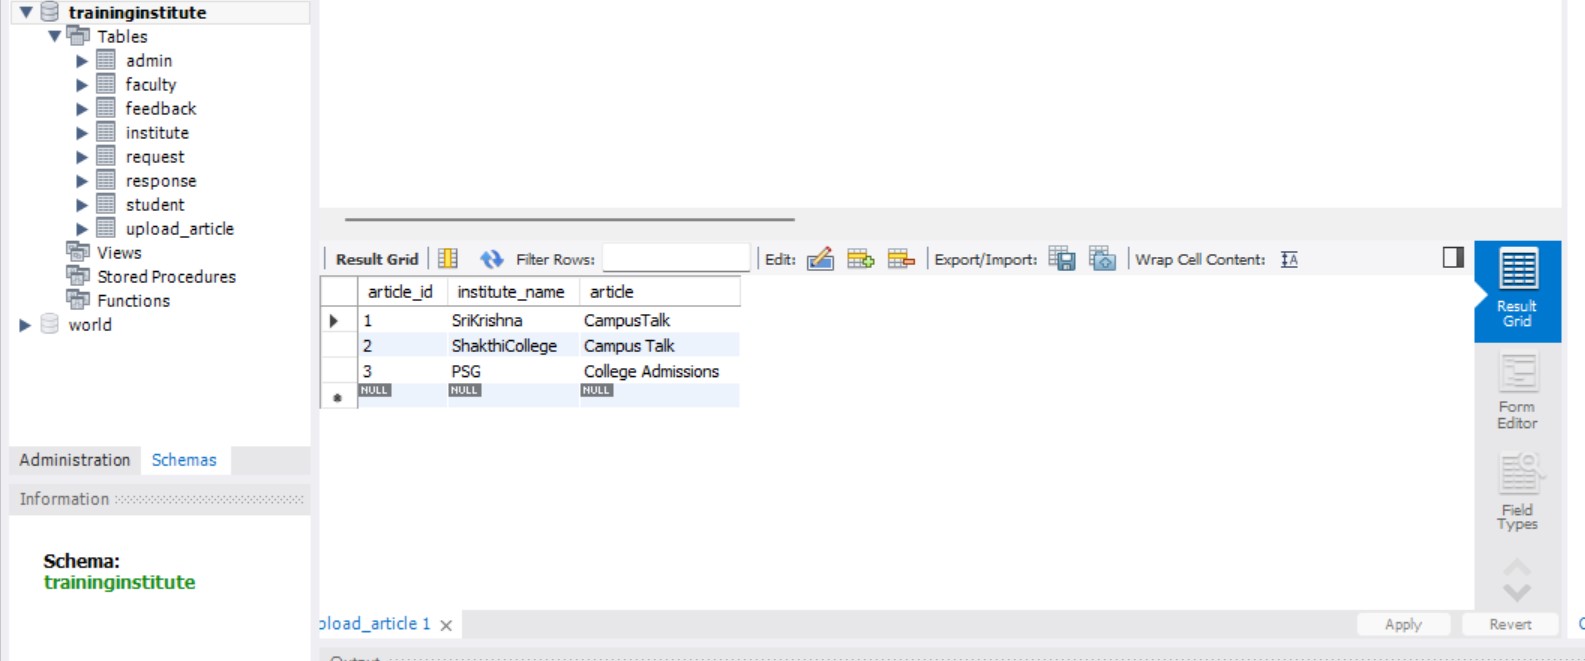 traininginstitute
Tables
admin
faculty
feedback
institute
request
response
student
upload_article
Views
Stored Procedures
Functions
world
Administration Schemas
Information
Schema:
traininginstitute
Result Grid Filter Rows: Edit: Export/Import: Wrap Cell Content:
article_id institute_name article
1 SriKrishna CampusTalk
2 ShakthiCollege Campus Talk
3 PSG College Admissions
NULL NULL NULL
Result
Grid
Form
Editor
Field
Types
pload_article 1
Apply Revert